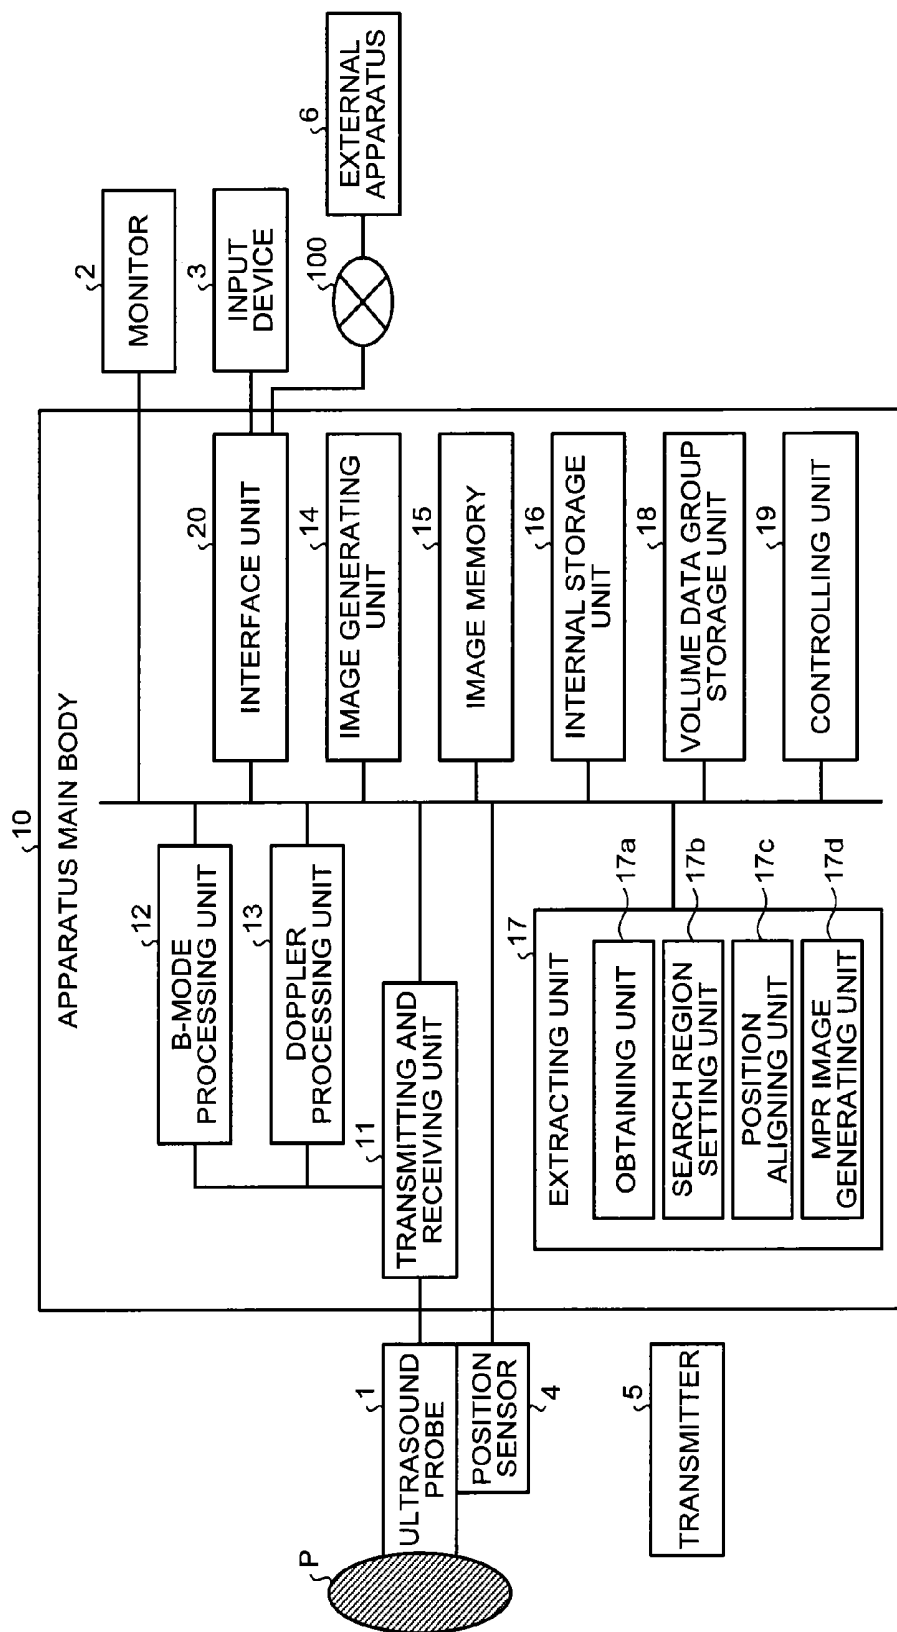 10
APPARATUS MAIN BODY
P
1
ULTRASOUND
PROBE
POSITION
SENSOR
4
5
TRANSMITTER
12
B-MODE
PROCESSING UNIT
13
DOPPLER
PROCESSING UNIT
11
TRANSMITTING AND
RECEIVING UNIT
17
EXTRACTING UNIT
OBTAINING UNIT
17a
SEARCH REGION
SETTING UNIT
17b
POSITION
ALIGNING UNIT
17c
MPR IMAGE
GENERATING UNIT
17d
20
INTERFACE UNIT
14
IMAGE GENERATING
UNIT
15
IMAGE MEMORY
16
INTERNAL STORAGE
UNIT
18
VOLUME DATA GROUP
STORAGE UNIT
19
CONTROLLING UNIT
2
MONITOR
3
INPUT
DEVICE
100
6
EXTERNAL
APPARATUS